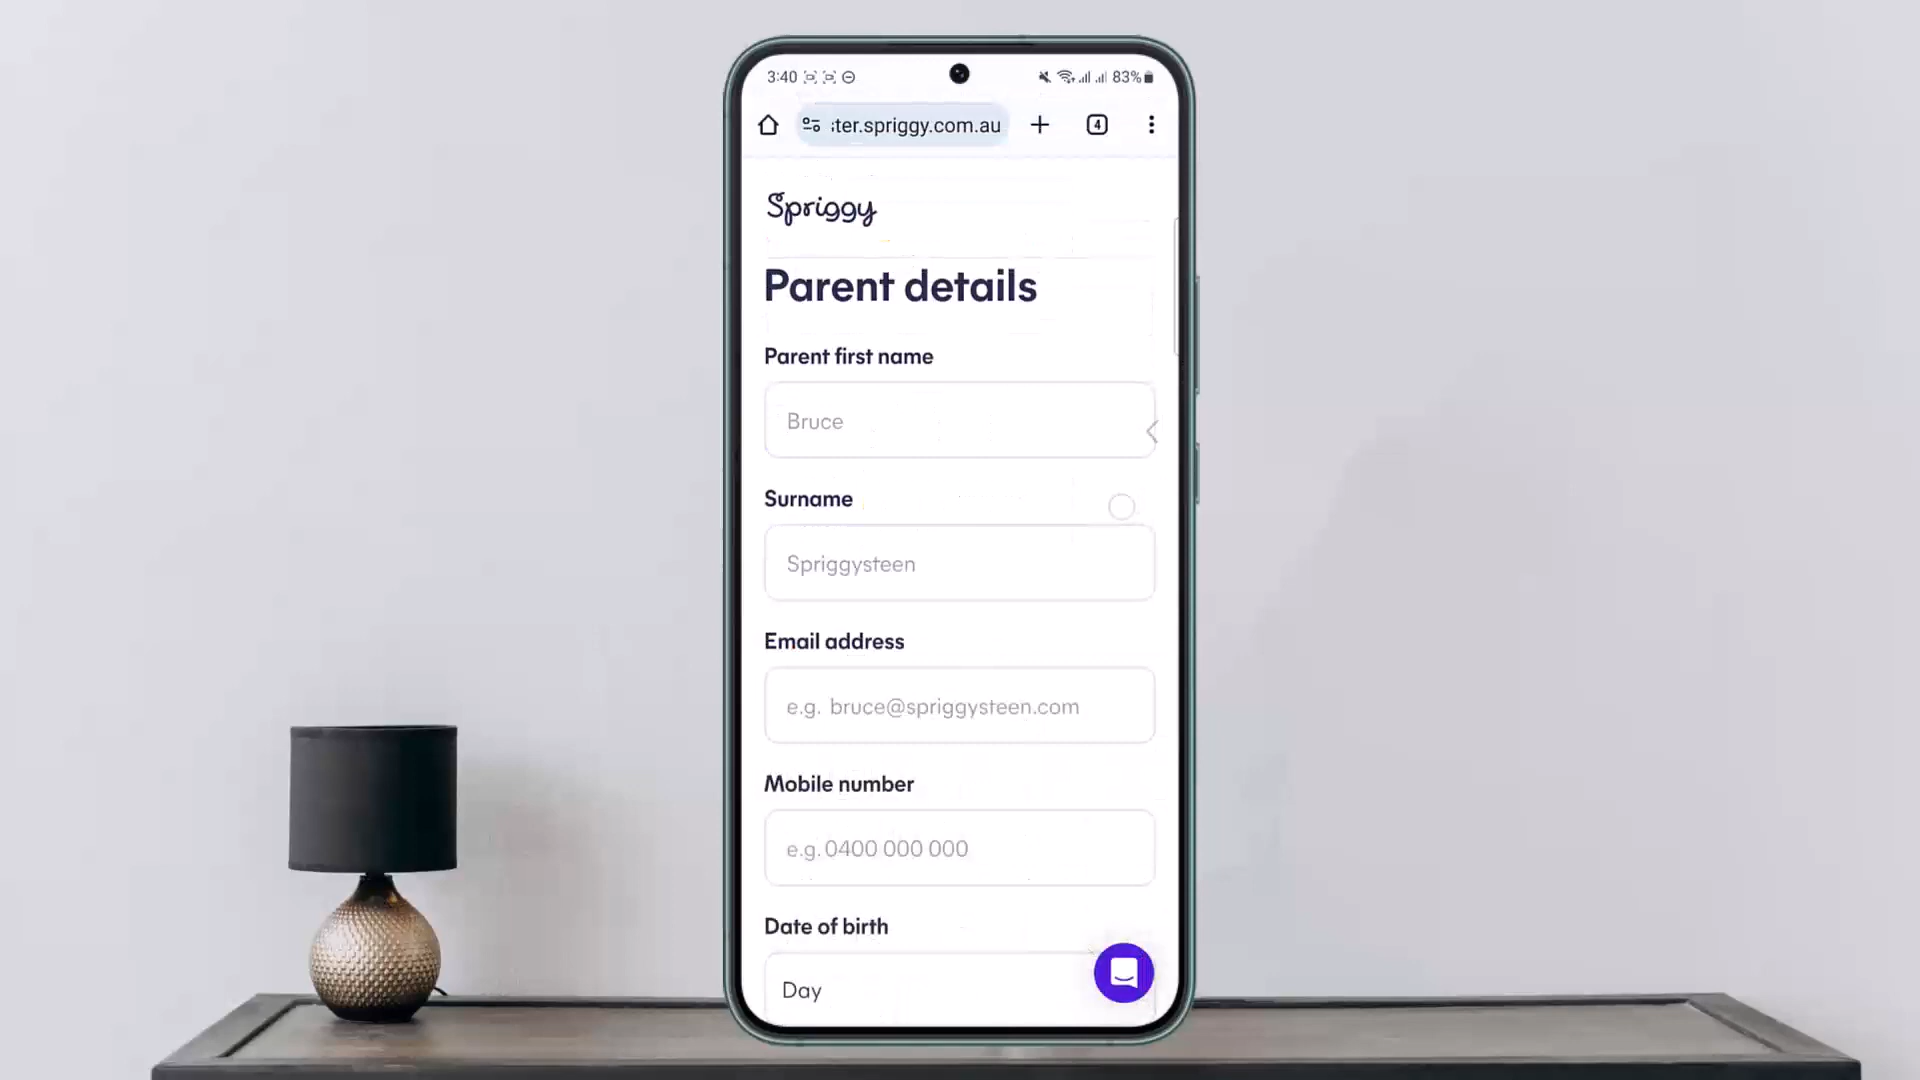 3:40 83%
ter.spriggy.com.au 4
Spriggy
Parent details
Parent first name
Bruce
Surname
Spriggysteen
Email address
e.g. bruce@spriggysteen.com
Mobile number
e.g. 0400 000 000
Date of birth
Day